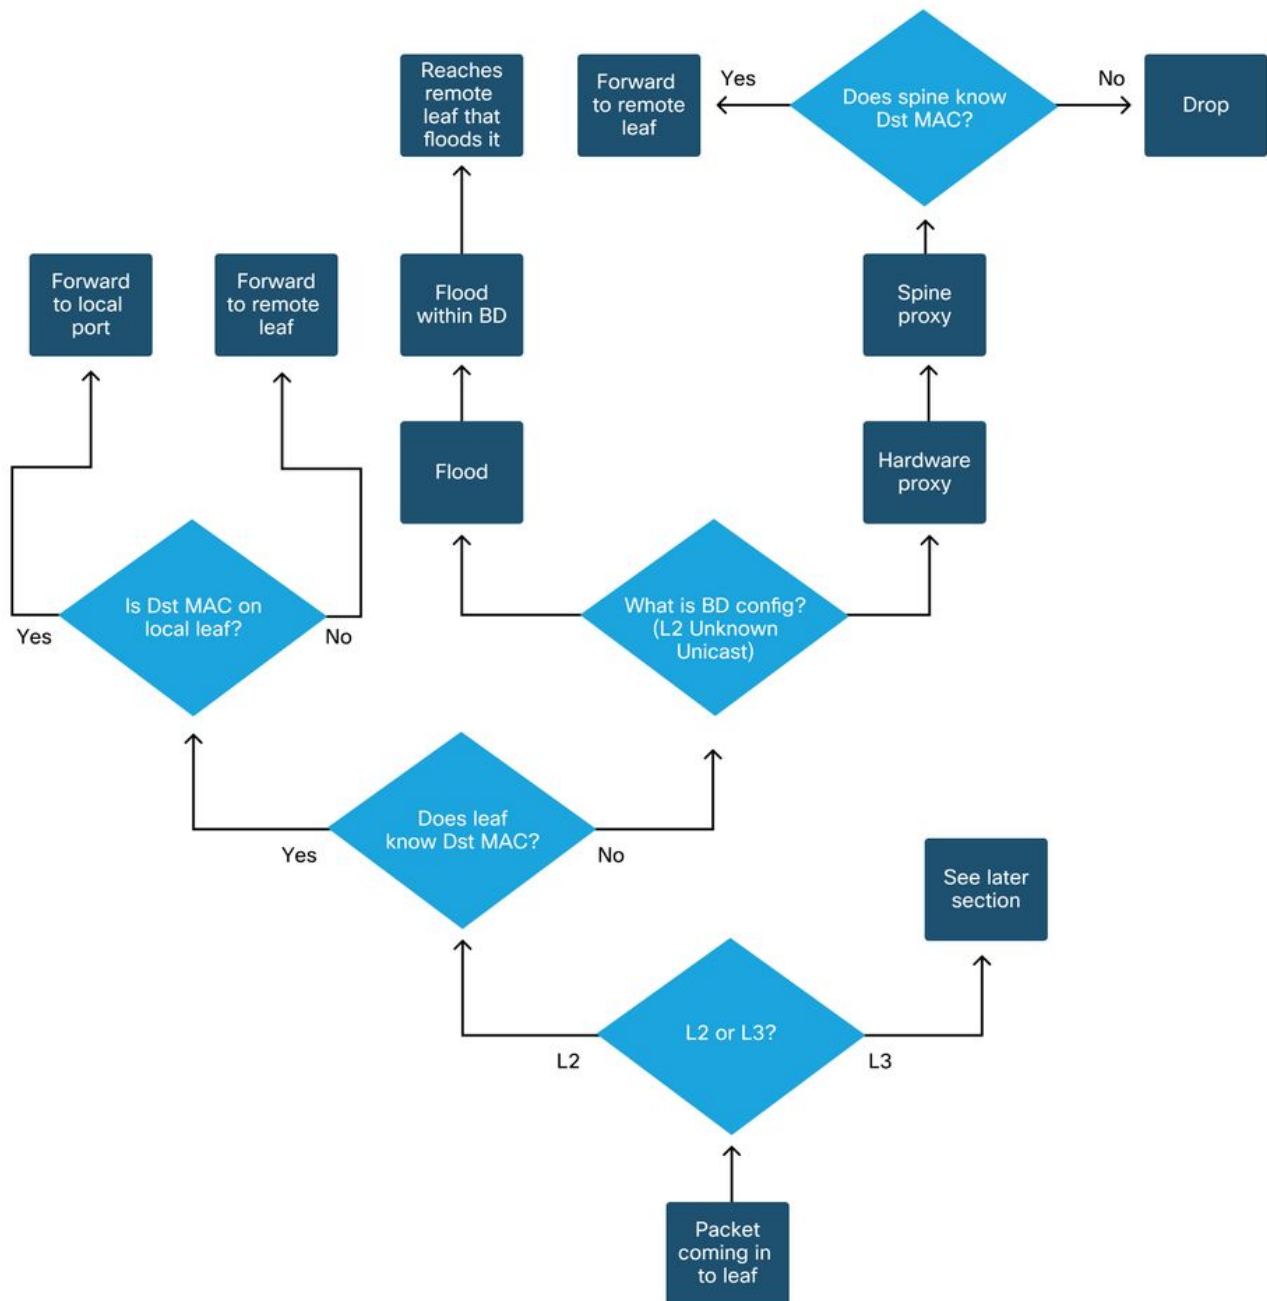 Reaches
remote
leaf that
floods it
Forward
to remote
leaf
Yes
Does spine know
Dst MAC?
No
Drop
Forward
to local
port
Forward
to remote
leaf
Flood
within BD
Spine
proxy
Flood
Hardware
proxy
Is Dst MAC on
local leaf?
Yes
No
What is BD config?
(L2 Unknown
Unicast)
Does leaf
know Dst MAC?
Yes
No
See later
section
L2 or L3?
L2
L3
Packet
coming in
to leaf